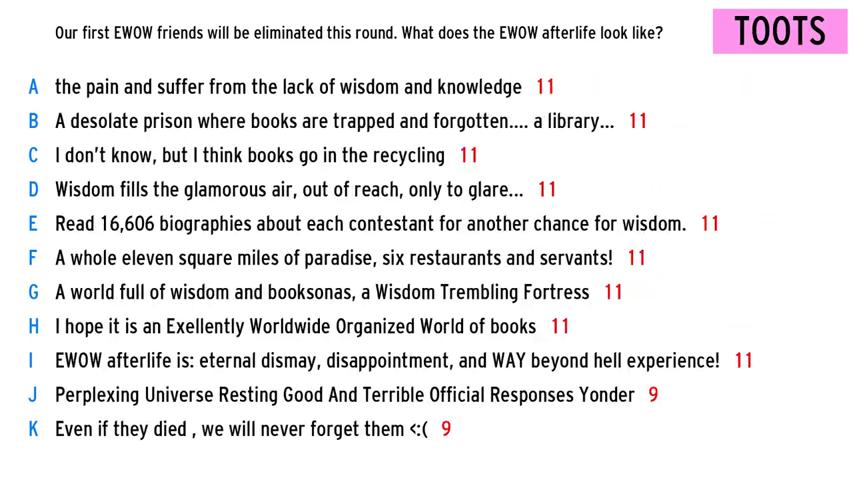 Our first EWOW friends will be eliminated this round. What does the EWOW afterlife look like?
TOOTS
A the pain and suffer from the lack of wisdom and knowledge 11
B A desolate prison where books are trapped and forgotten.... a library... 11
C I don't know, but I think books go in the recycling 11
D Wisdom fills the glamorous air, out of reach, only to glare... 11
E Read 16,606 biographies about each contestant for another chance for wisdom. 11
F A whole eleven square miles of paradise, six restaurants and servants! 11
G A world full of wisdom and booksonas, a Wisdom Trembling Fortress 11
H I hope it is an Exellently Worldwide Organized World of books 11
I EWOW afterlife is: eternal dismay, disappointment, and WAY beyond hell experience! 11
J Perplexing Universe Resting Good And Terrible Official Responses Yonder 9
K Even if they died , we will never forget them <:( 9